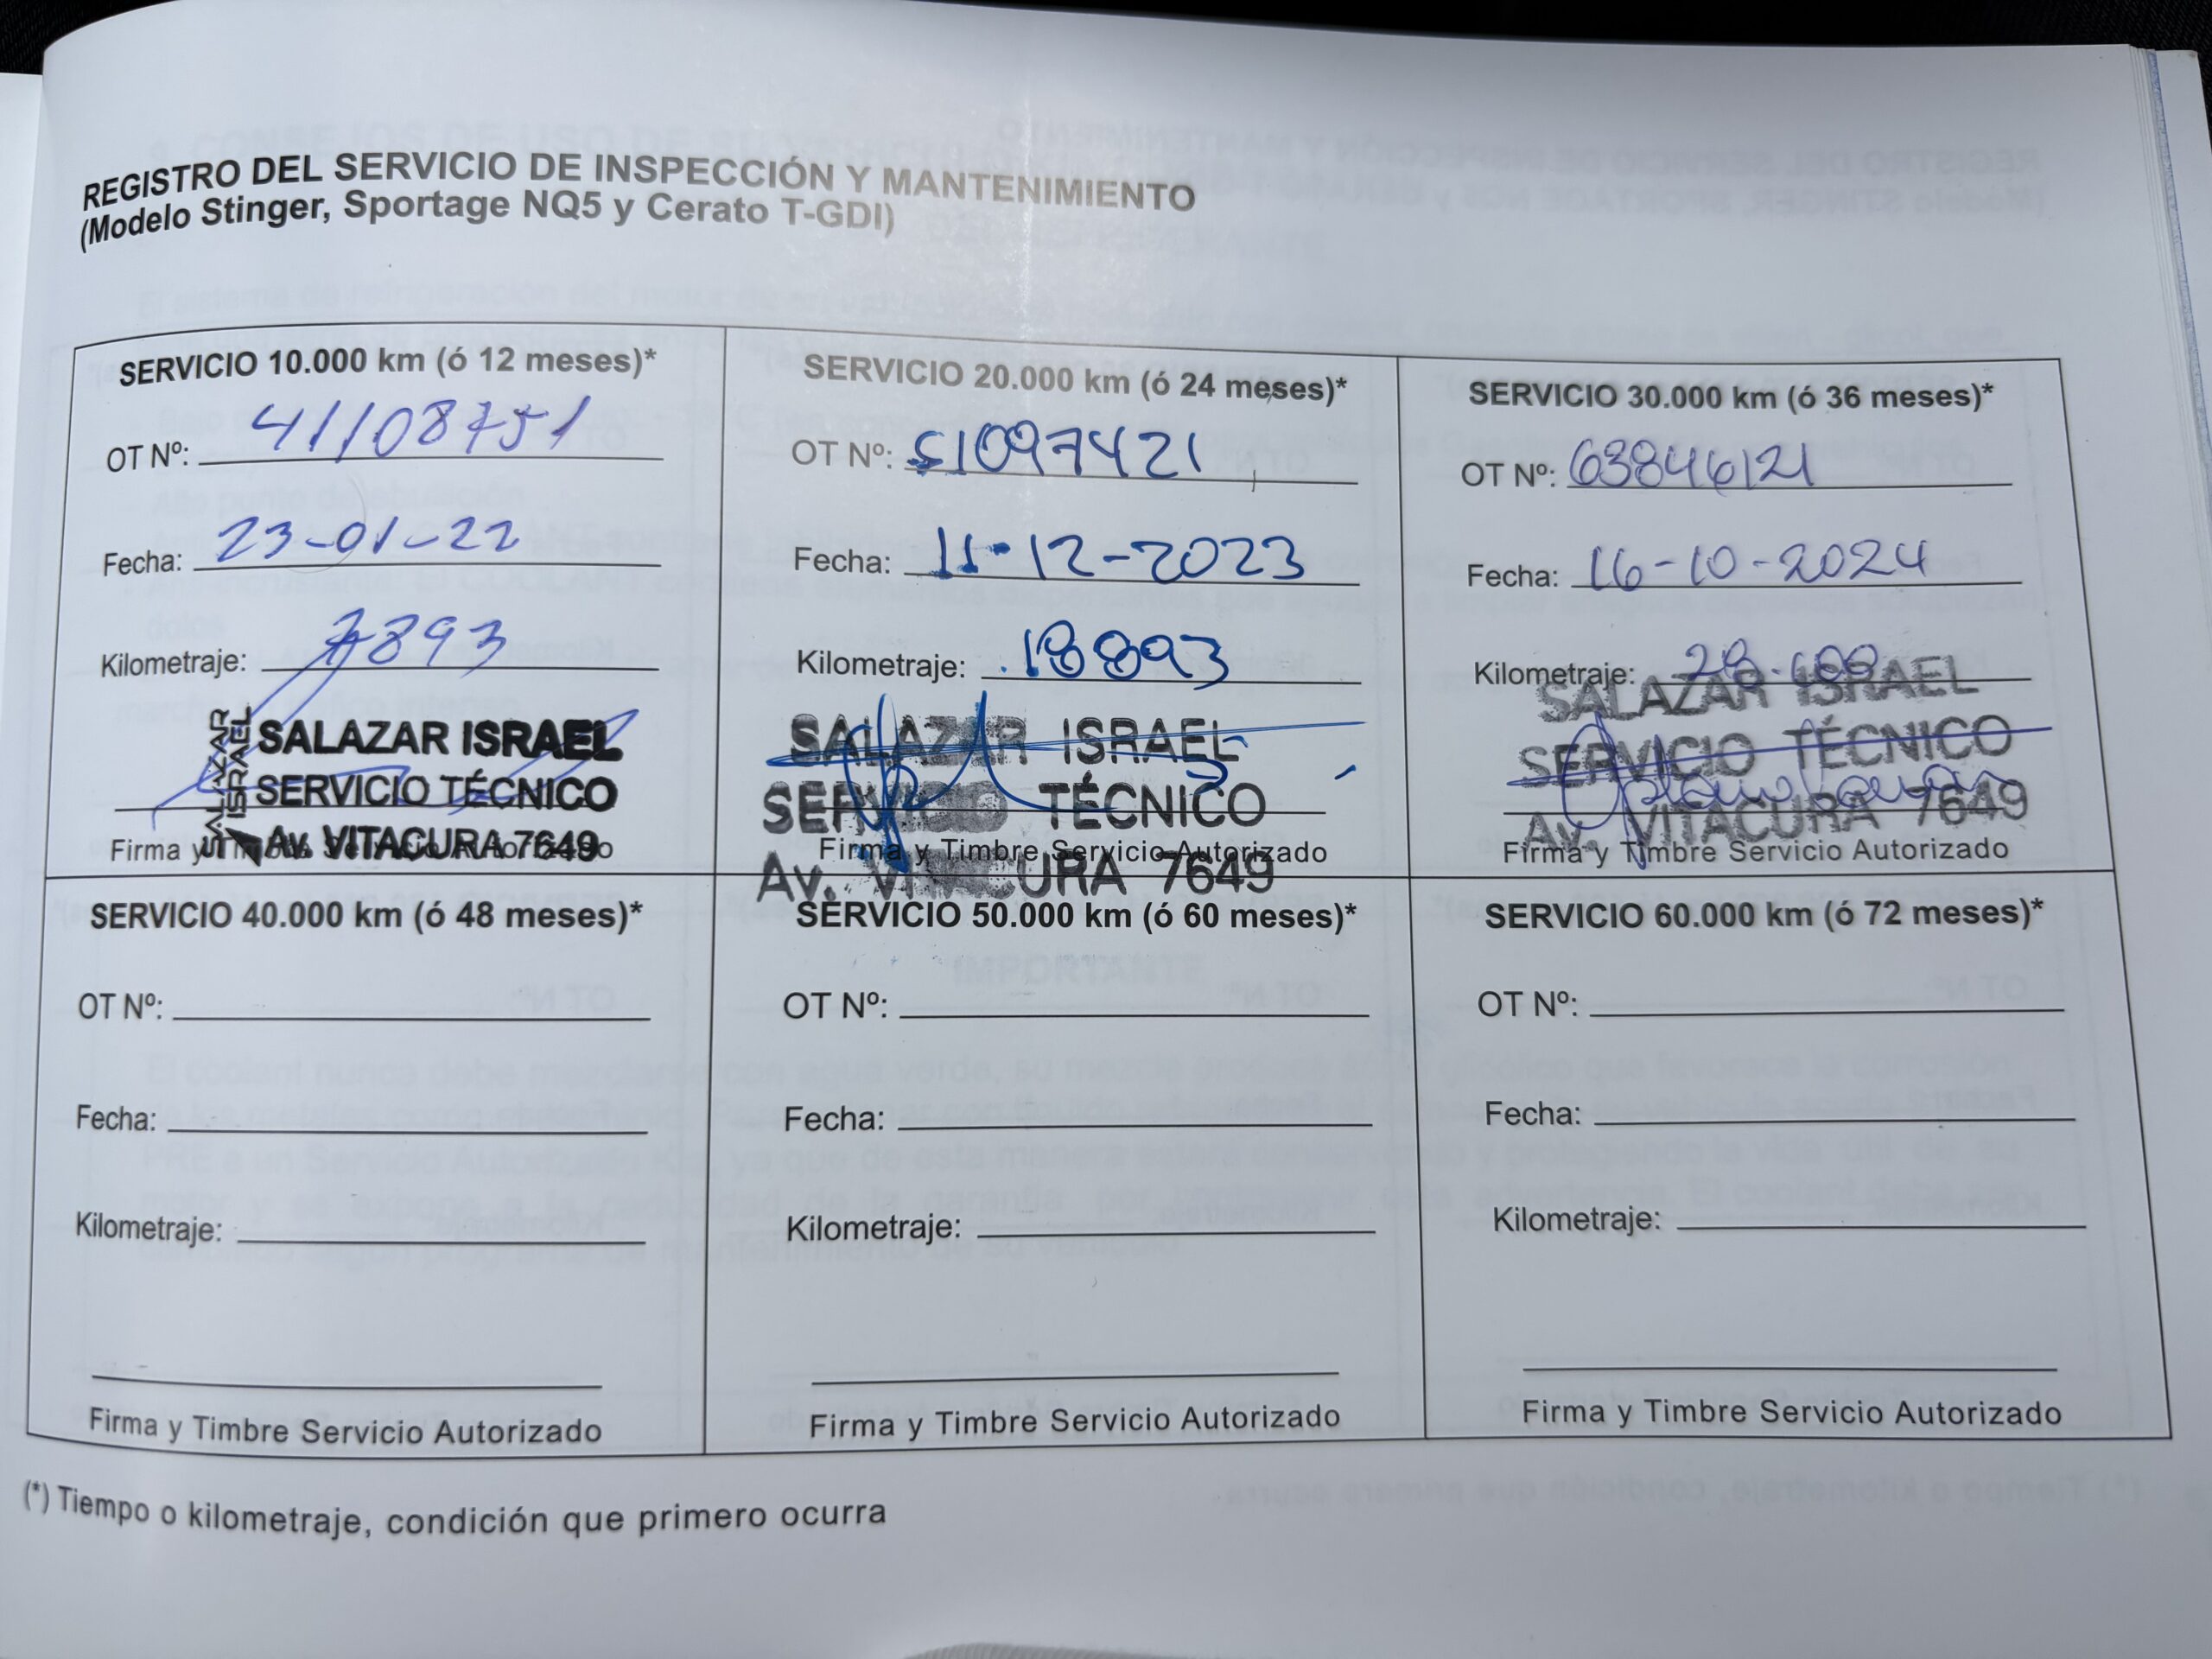 REGISTRO DEL SERVICIO DE INSPECCIÓN Y MANTENIMIENTO
(Modelo Stinger, Sportage NQ5 y Cerato T-GDI)
SERVICIO 10.000 km (ó 12 meses)*
OT Nº: 41108751
Fecha: 23-01-22
Kilometraje: 7893
SALAZAR ISRAEL
SALAZAR ISRAEL
SERVICIO TÉCNICO
Av. VITACURA 7649
Firma y Timbre Servicio Autorizado
SERVICIO 20.000 km (ó 24 meses)*
OT Nº: 51097421
Fecha: 11-12-2023
Kilometraje: 18893
SALAZAR ISRAEL
SERVICIO TÉCNICO
Firma y Timbre Servicio Autorizado
Av. VITACURA 7649
SERVICIO 30.000 km (ó 36 meses)*
OT Nº: 63846121
Fecha: 16-10-2024
Kilometraje:
SALAZAR ISRAEL
SERVICIO TÉCNICO
Av. VITACURA 7649
Firma y Timbre Servicio Autorizado
SERVICIO 40.000 km (ó 48 meses)*
OT Nº:
Fecha:
Kilometraje:
Firma y Timbre Servicio Autorizado
SERVICIO 50.000 km (ó 60 meses)*
OT Nº:
Fecha:
Kilometraje:
Firma y Timbre Servicio Autorizado
SERVICIO 60.000 km (ó 72 meses)*
OT Nº:
Fecha:
Kilometraje:
Firma y Timbre Servicio Autorizado
(*) Tiempo o kilometraje, condición que primero ocurra